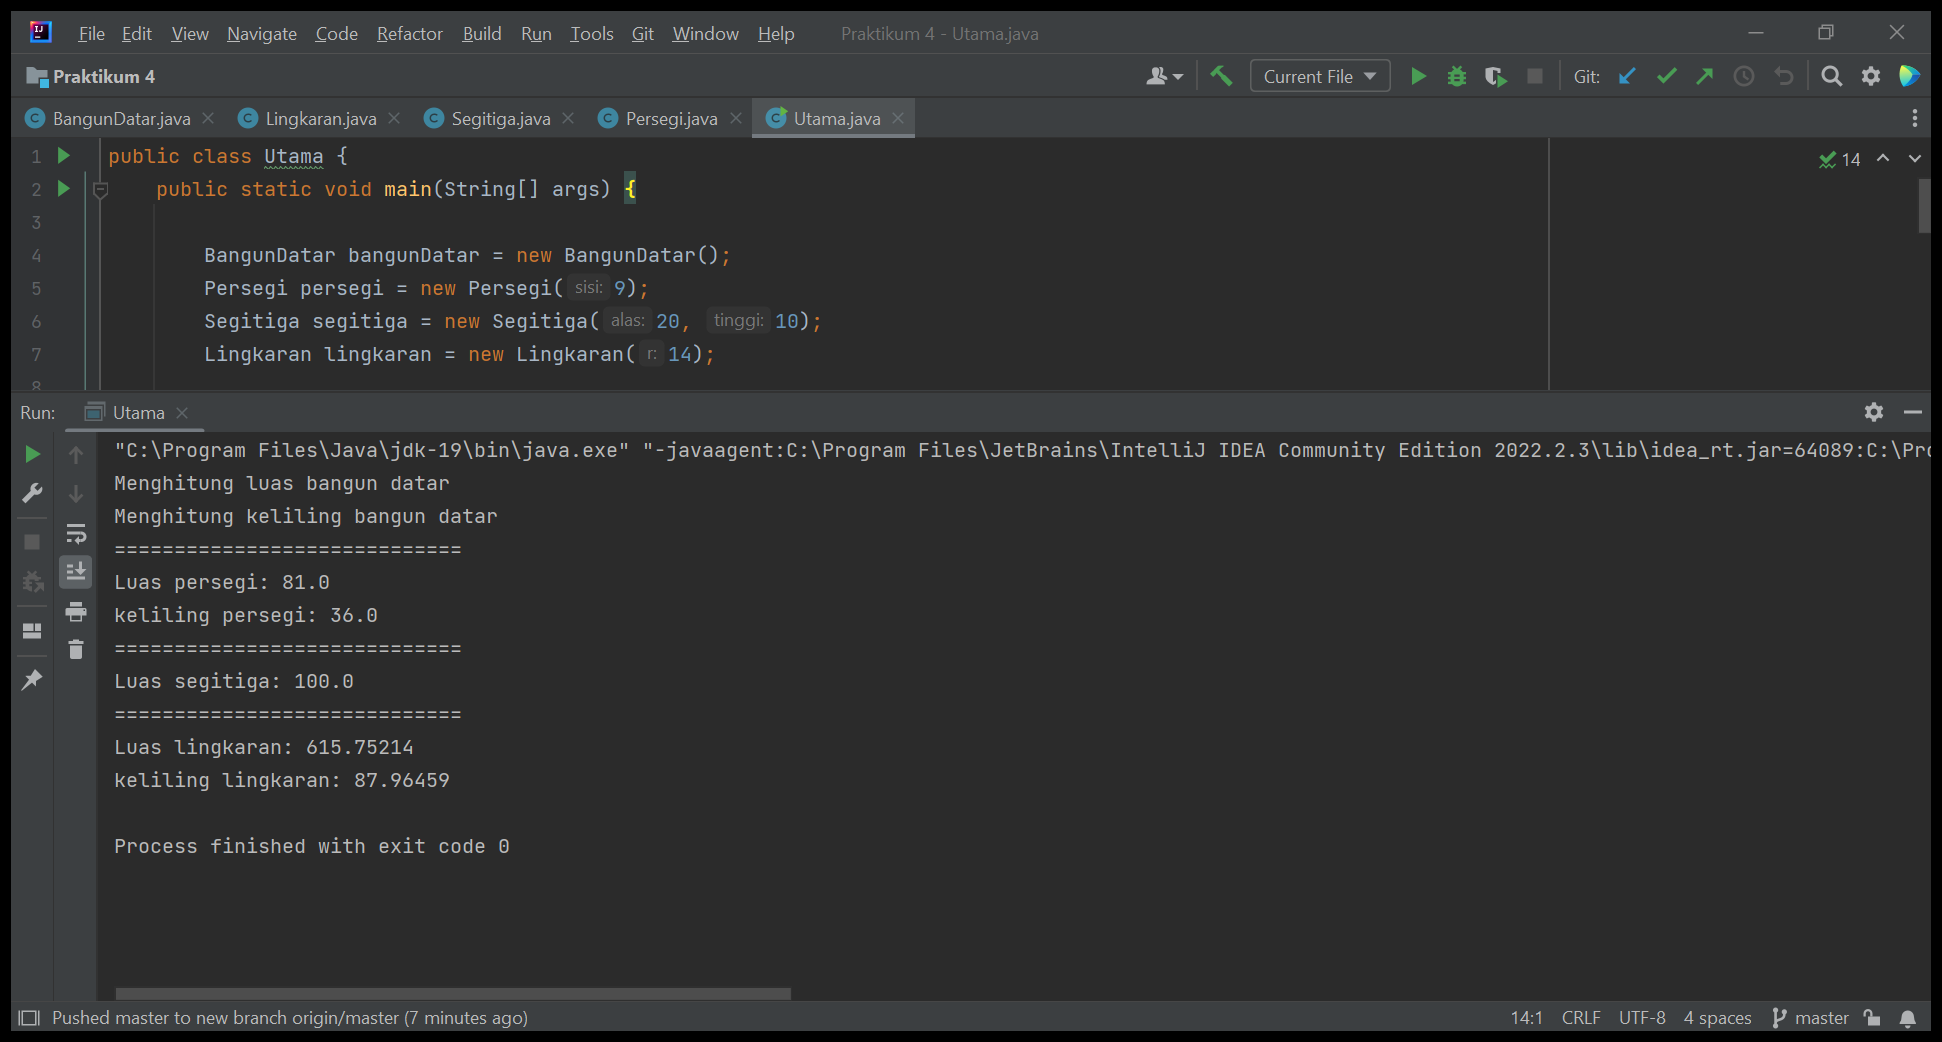 File Edit View Navigate Code Refactor Build Run Tools Git Window Help Praktikum 4 - Utama.java
Praktikum 4 Current File Git:
BangunDatar.java Lingkaran.java Segitiga.java Persegi.java Utama.java
1 public class Utama { 14
2 public static void main(String[] args) {
3
4 BangunDatar bangunDatar = new BangunDatar();
5 Persegi persegi = new Persegi( sisi: 9);
6 Segitiga segitiga = new Segitiga( alas: 20, tinggi: 10);
7 Lingkaran lingkaran = new Lingkaran( r: 14);
8
Run: Utama
"C:\Program Files\Java\jdk-19\bin\java.exe" "-javaagent:C:\Program Files\JetBrains\IntelliJ IDEA Community Edition 2022.2.3\lib\idea_rt.jar=64089:C:\Pro
Menghitung luas bangun datar
Menghitung keliling bangun datar
=============================
Luas persegi: 81.0
keliling persegi: 36.0
=============================
Luas segitiga: 100.0
=============================
Luas lingkaran: 615.75214
keliling lingkaran: 87.96459
Process finished with exit code 0
Pushed master to new branch origin/master (7 minutes ago) 14:1 CRLF UTF-8 4 spaces master